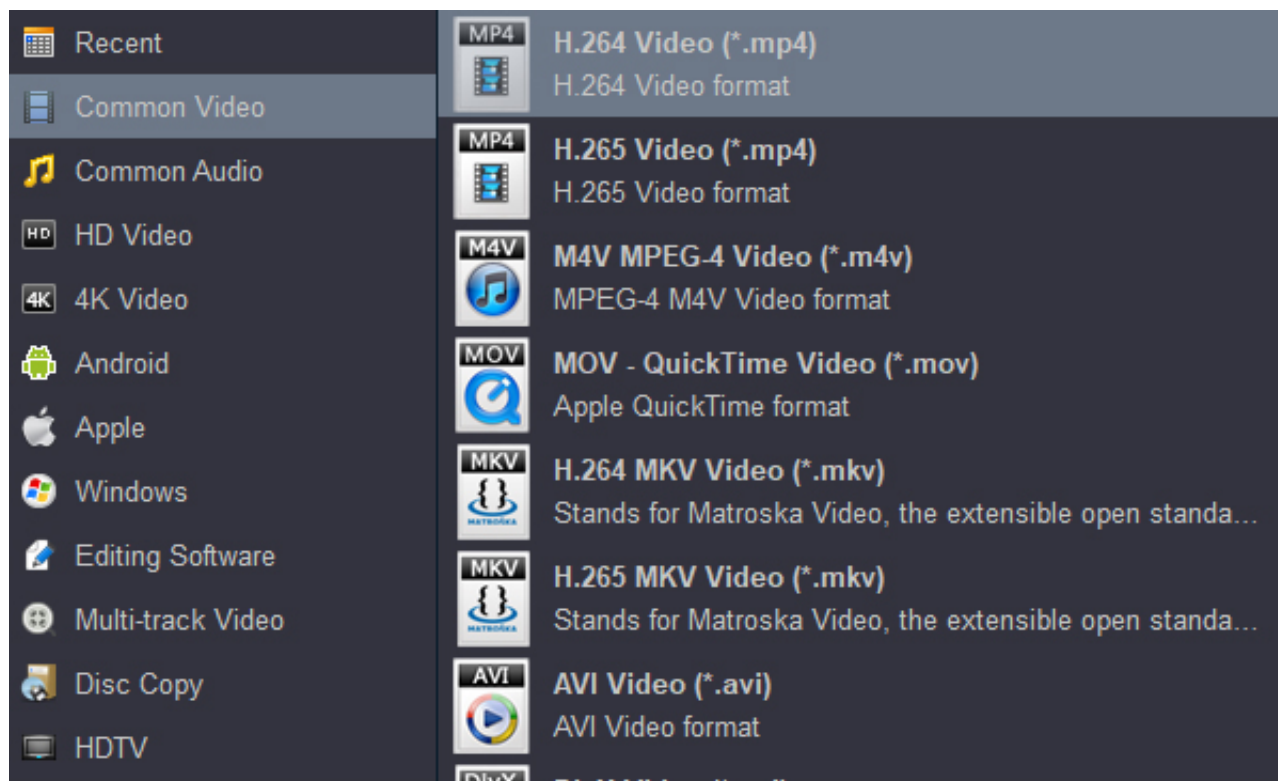 Recent
Common Video
Common Audio
HD HD Video
4K 4K Video
Android
Apple
Windows
Editing Software
Multi-track Video
Disc Copy
HDTV
MP4
H.264 Video (*.mp4)
H.264 Video format
MP4
H.265 Video (*.mp4)
H.265 Video format
M4V
M4V MPEG-4 Video (*.m4v)
MPEG-4 M4V Video format
MOV
MOV - QuickTime Video (*.mov)
Apple QuickTime format
MKV
MATROŠKA
H.264 MKV Video (*.mkv)
Stands for Matroska Video, the extensible open standa...
MKV
MATROŠKA
H.265 MKV Video (*.mkv)
Stands for Matroska Video, the extensible open standa...
AVI
AVI Video (*.avi)
AVI Video format